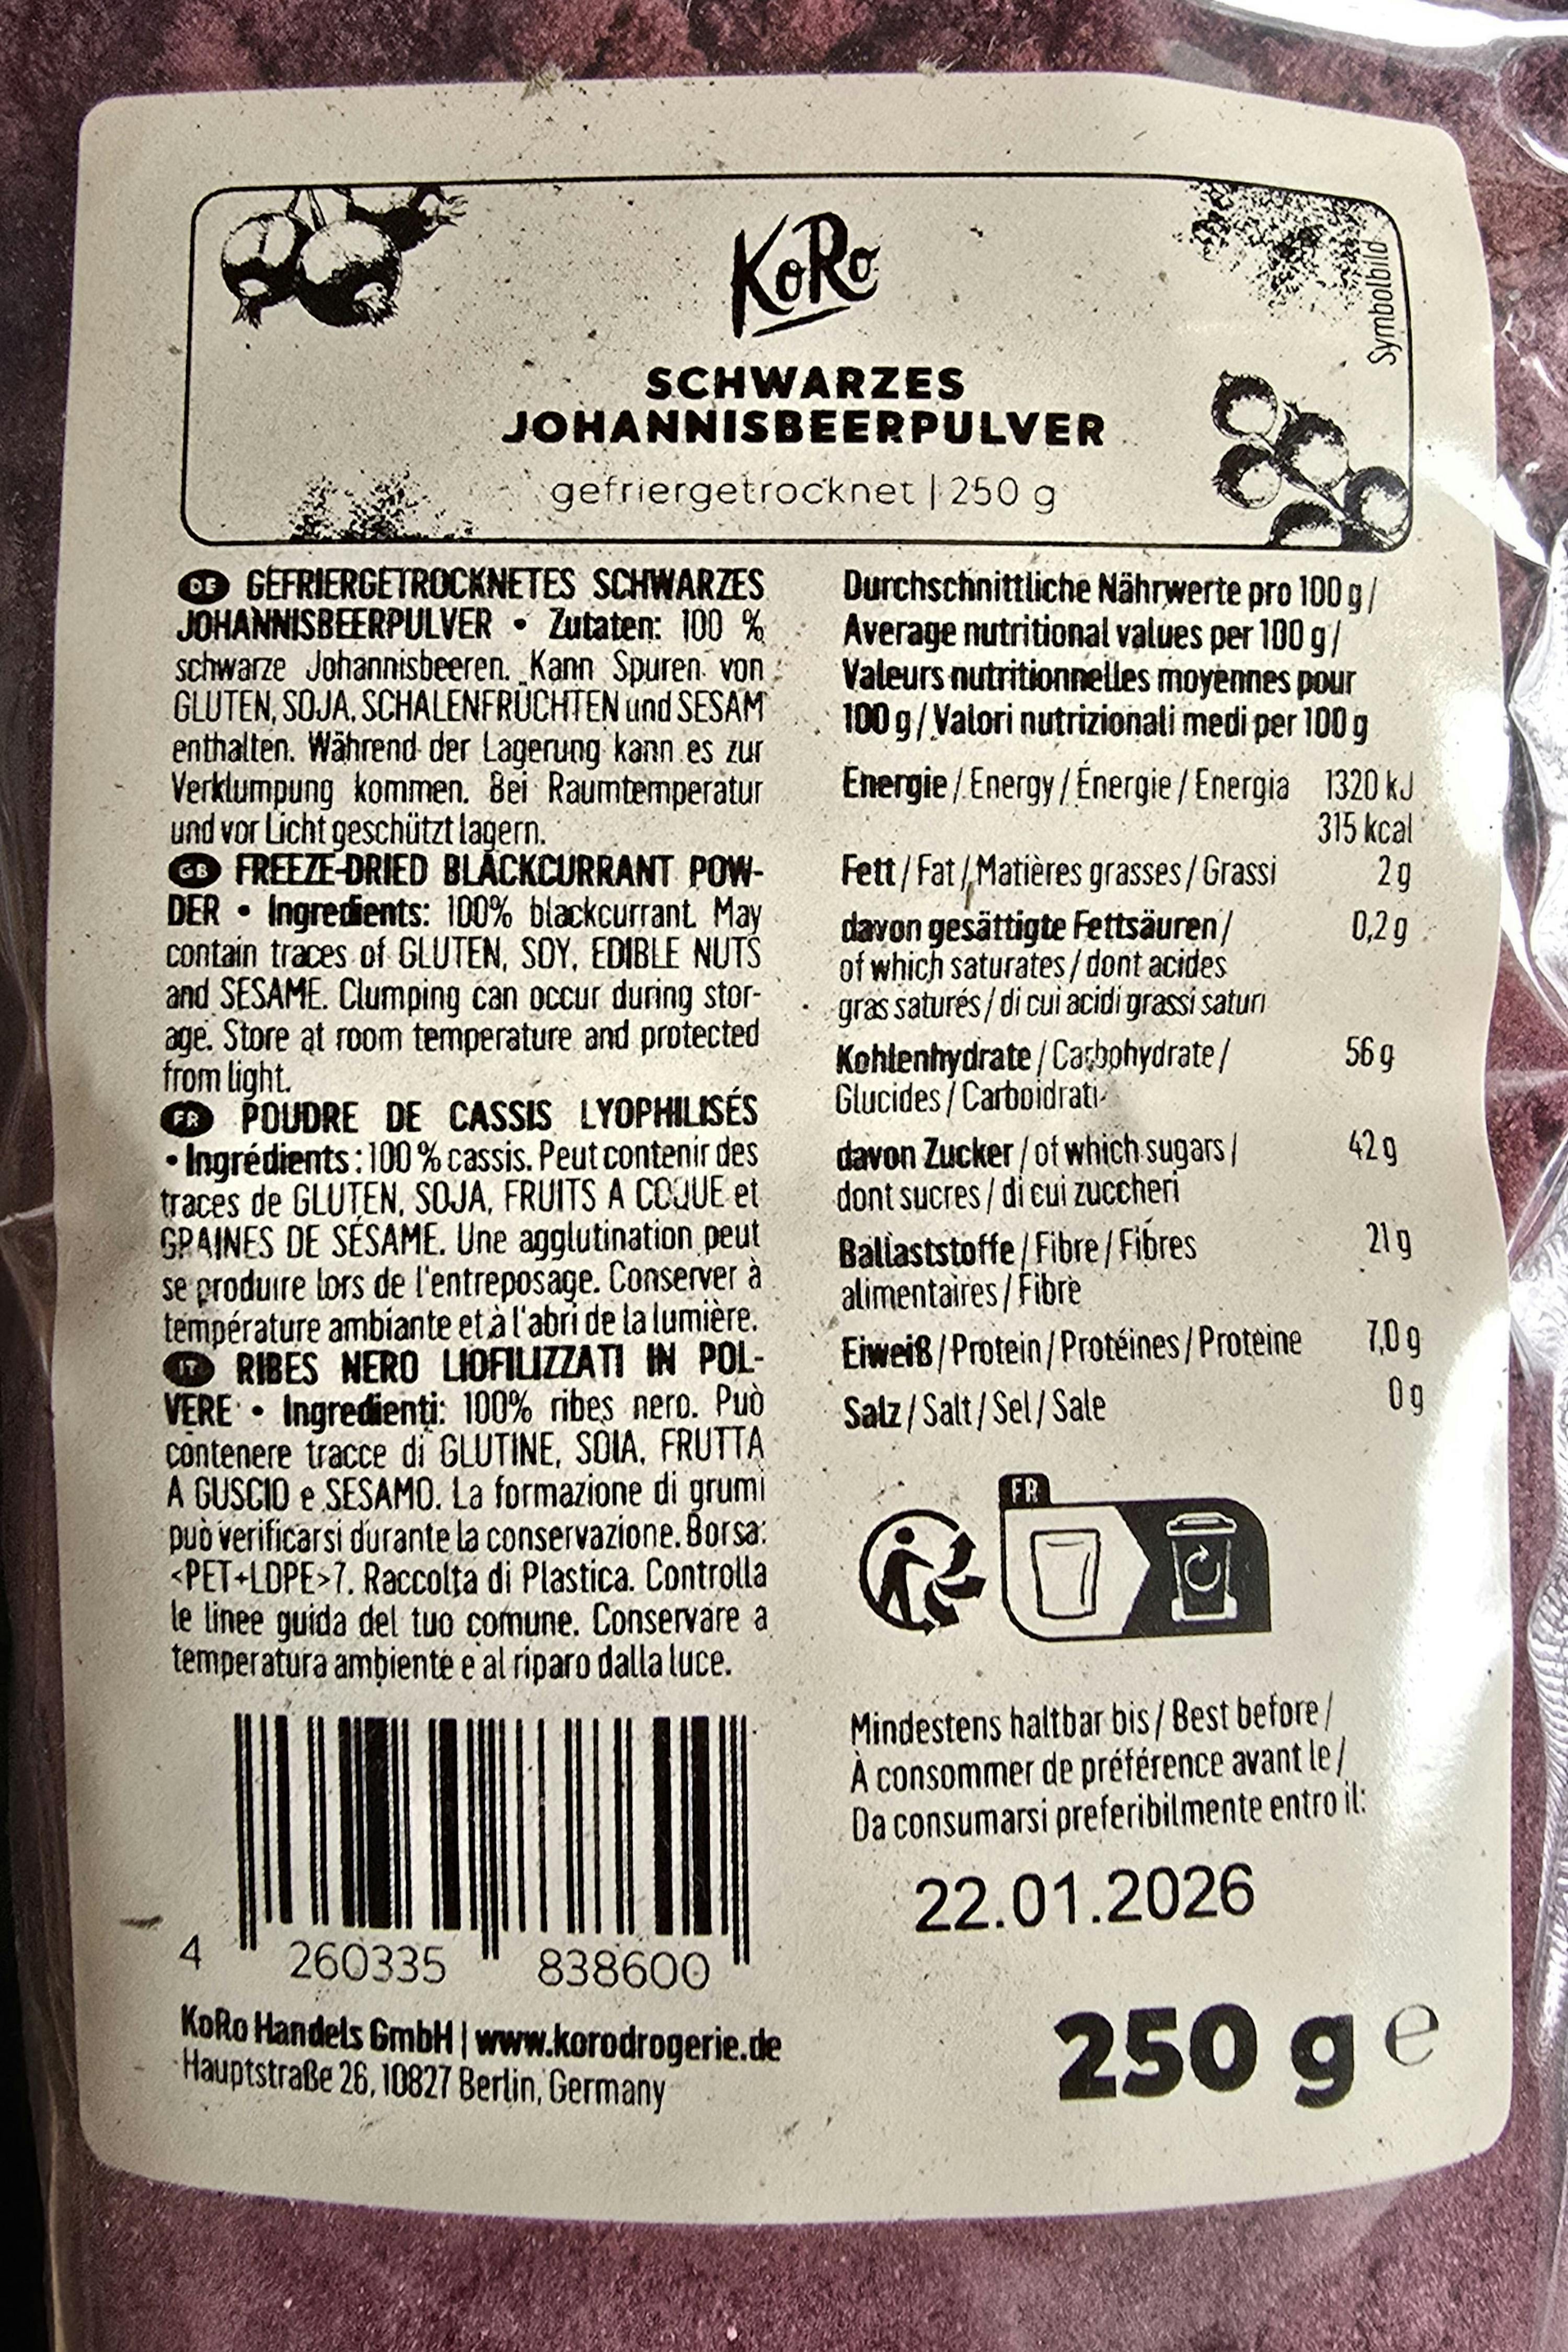 KoRo
Symbolbild
SCHWARZES
JOHANNISBEERPULVER
gefriergetrocknet | 250 g
DE GEFRIERGETROCKNETES SCHWARZES
JOHANNISBEERPULVER • Zutaten: 100 %
schwarze Johannisbeeren. Kann Spuren von
GLUTEN, SOJA, SCHALENFRÜCHTEN und SESAM
enthalten. Während der Lagerung kann es zur
Verklumpung kommen. Bei Raumtemperatur
und vor Licht geschützt lagern.
GB FREEZE-DRIED BLACKCURRANT POW-
DER • Ingredients: 100% blackcurrant. May
contain traces of GLUTEN, SOY, EDIBLE NUTS
and SESAME. Clumping can occur during stor-
age. Store at room temperature and protected
from light.
FR POUDRE DE CASSIS LYOPHILISÉS
• Ingrédients : 100 % cassis. Peut contenir des
traces de GLUTEN, SOJA, FRUITS A COQUE et
GRAINES DE SÉSAME. Une agglutination peut
se produire lors de l'entreposage. Conserver à
température ambiante et à l'abri de la lumière.
IT RIBES NERO LIOFILIZZATI IN POL-
VERE • Ingredienti: 100% ribes nero. Può
contenere tracce di GLUTINE, SOIA, FRUTTA
A GUSCIO e SESAMO. La formazione di grumi
può verificarsi durante la conservazione. Borsa:
<PET+LDPE>7. Raccolta di Plastica. Controlla
le linee guida del tuo comune. Conservare a
temperatura ambiente e al riparo dalla luce.
4 260335 838600
KoRo Handels GmbH | www.korodrogerie.de
Hauptstraße 26, 10827 Berlin, Germany
Durchschnittliche Nährwerte pro 100 g /
Average nutritional values per 100 g /
Valeurs nutritionnelles moyennes pour
100 g / Valori nutrizionali medi per 100 g
Energie / Energy / Énergie / Energia 1320 kJ
315 kcal
Fett / Fat / Matières grasses / Grassi 2 g
davon gesättigte Fettsäuren / 0,2 g
of which saturates / dont acides
gras saturés / di cui acidi grassi saturi
Kohlenhydrate / Carbohydrate / 56 g
Glucides / Carboidrati
davon Zucker / of which sugars / 42 g
dont sucres / di cui zuccheri
Ballaststoffe / Fibre / Fibres 21 g
alimentaires / Fibre
Eiweiß / Protein / Protéines / Proteine 7,0 g
Salz / Salt / Sel / Sale 0 g
FR
Mindestens haltbar bis / Best before /
À consommer de préférence avant le /
Da consumarsi preferibilmente entro il:
22.01.2026
250 g e